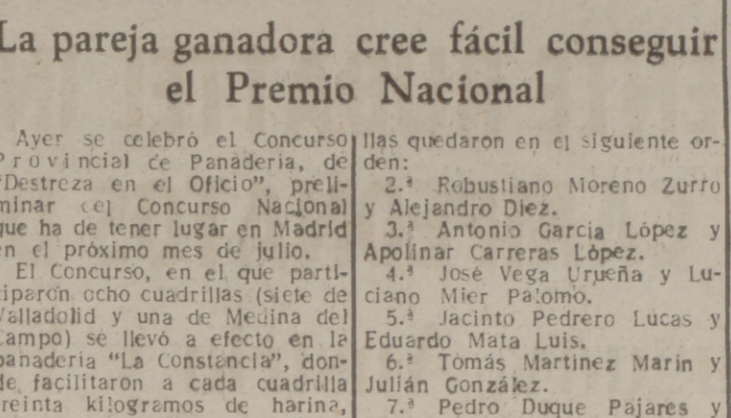 La pareja ganadora cree fácil conseguir
el Premio Nacional
Ayer se celebró el Concurso
Provincial de Panadería, de
"Destreza en el Oficio", preli-
minar del Concurso Nacional
que ha de tener lugar en Madrid
en el próximo mes de julio.
El Concurso, en el que parti-
ciparon ocho cuadrillas (siete de
Valladolid y una de Medina del
Campo) se llevó a efecto en la
panadería "La Constancia", don-
de facilitaron a cada cuadrilla
treinta kilogramos de harina,
llas quedaron en el siguiente or-
den:
2.ª Robustiano Moreno Zurro
y Alejandro Díez.
3.ª Antonio García López y
Apolinar Carreras López.
4.ª José Vega Urueña y Lu-
ciano Mier Palomo.
5.ª Jacinto Pedrero Lucas y
Eduardo Mata Luis.
6.ª Tomás Martínez Marín y
Julián González.
7.ª Pedro Duque Pajares y